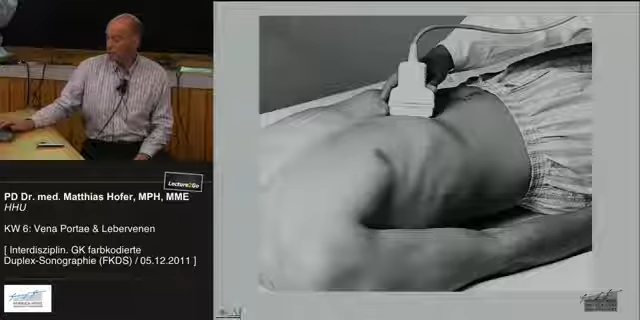 Lecture2Go
PD Dr. med. Matthias Hofer, MPH, MME
HHU
KW 6: Vena Portae & Lebervenen
[ Interdisziplin. GK farbkodierte
Duplex-Sonographie (FKDS) / 05.12.2011 ]